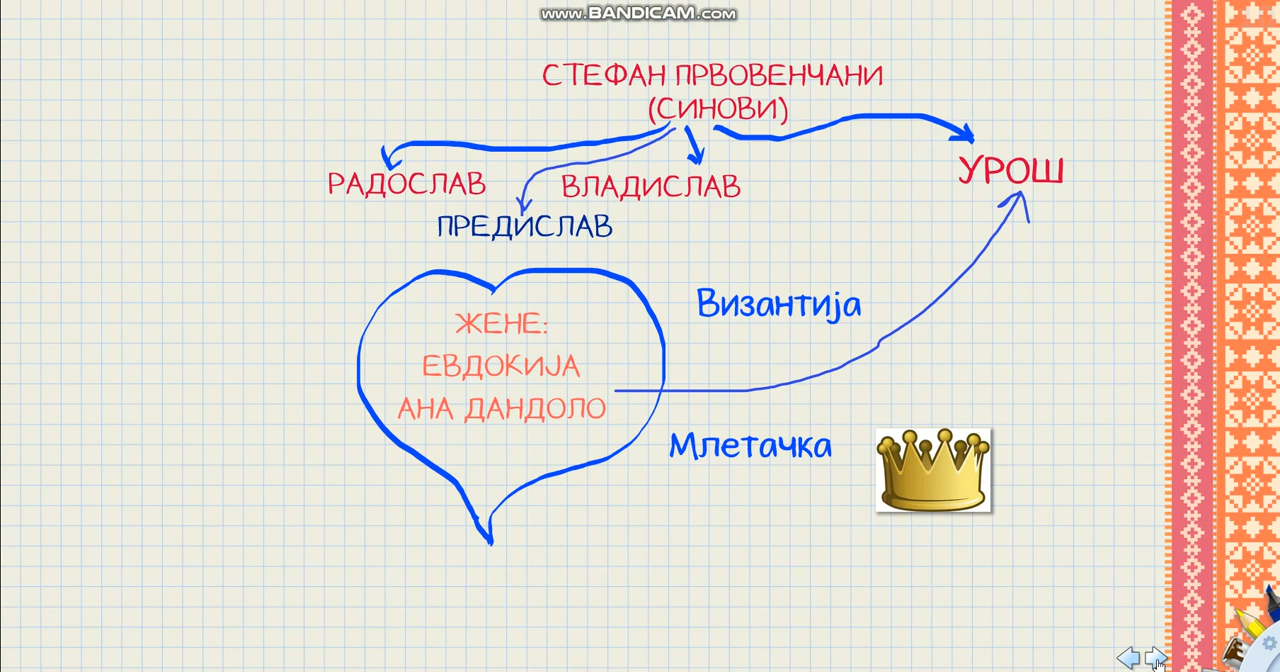 www.BANDICAM.com
СТЕФАН ПРВОВЕНЧАНИ
(СИНОВИ)
РАДОСЛАВ
ВЛАДИСЛАВ
УРОШ
ПРЕДИСЛАВ
ЖЕНЕ:
ЕВДОКИЈА
АНА ДАНДОЛО
Византија
Млетачка